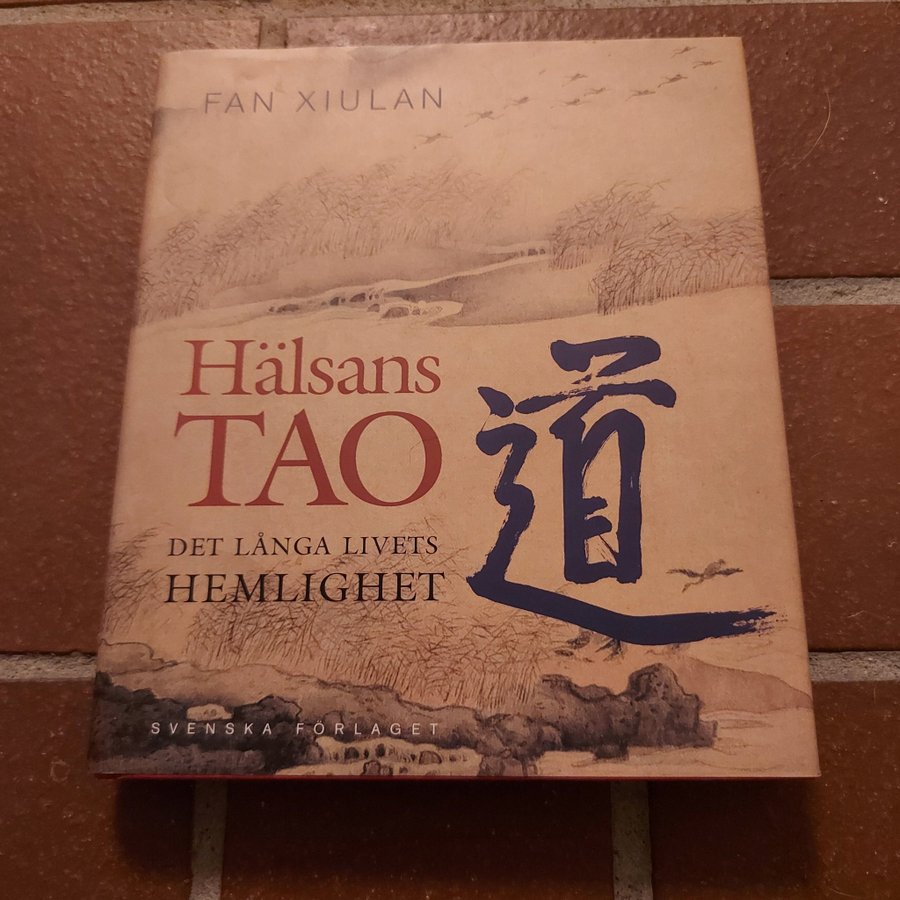 FAN XIULAN
Hälsans
TAO
道
DET LÅNGA LIVETS
HEMLIGHET
SVENSKA FÖRLAGET